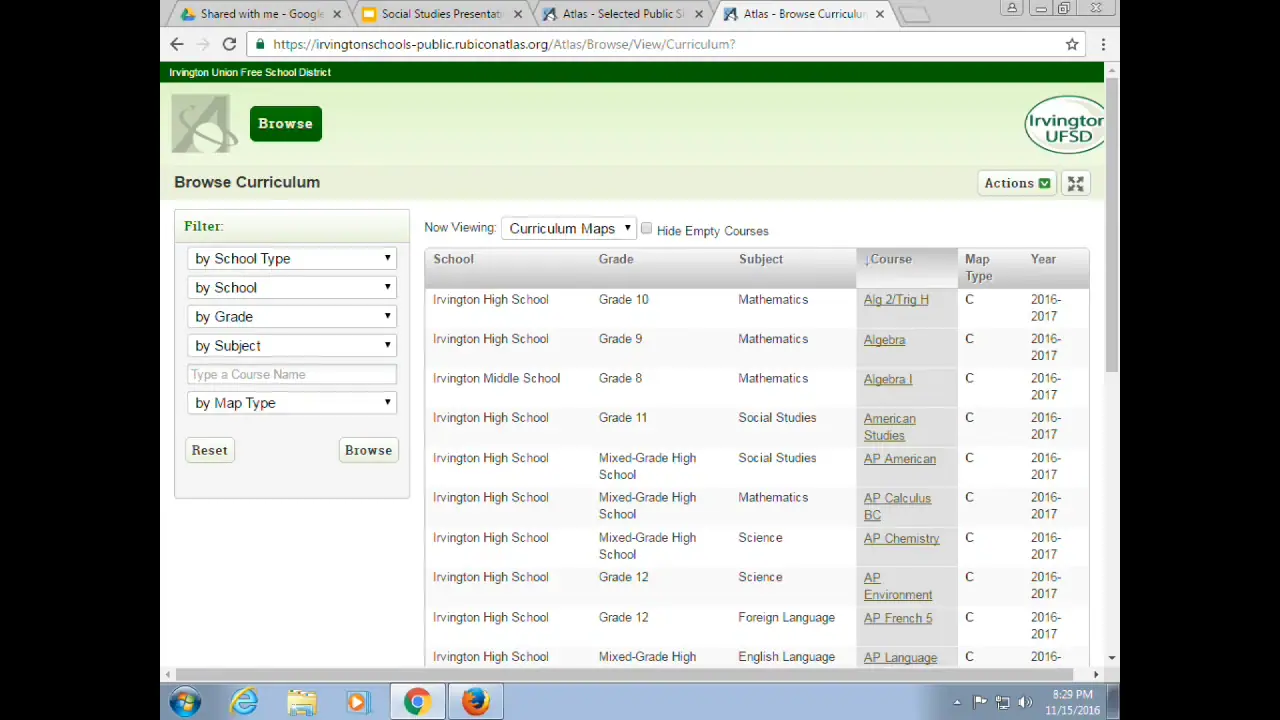 Shared with me - Google
Social Studies Presentat
Atlas - Selected Public S
Atlas - Browse Curriculu
https://irvingtonschools-public.rubiconatlas.org/Atlas/Browse/View/Curriculum?
Irvington Union Free School District
Browse
Irvington
UFSD
Browse Curriculum
Actions
Filter:
by School Type
by School
by Grade
by Subject
Type a Course Name
by Map Type
Reset Browse
Now Viewing: Curriculum Maps Hide Empty Courses
School Grade Subject ↓Course Map Type Year
Irvington High School Grade 10 Mathematics Alg 2/Trig H C 2016-
2017
Irvington High School Grade 9 Mathematics Algebra C 2016-
2017
Irvington Middle School Grade 8 Mathematics Algebra I C 2016-
2017
Irvington High School Grade 11 Social Studies American C 2016-
Studies 2017
Irvington High School Mixed-Grade High Social Studies AP American C 2016-
School 2017
Irvington High School Mixed-Grade High Mathematics AP Calculus C 2016-
School BC 2017
Irvington High School Mixed-Grade High Science AP Chemistry C 2016-
School 2017
Irvington High School Grade 12 Science AP C 2016-
Environment 2017
Irvington High School Grade 12 Foreign Language AP French 5 C 2016-
2017
Irvington High School Mixed-Grade High English Language AP Language C 2016-
8:29 PM
11/15/2016